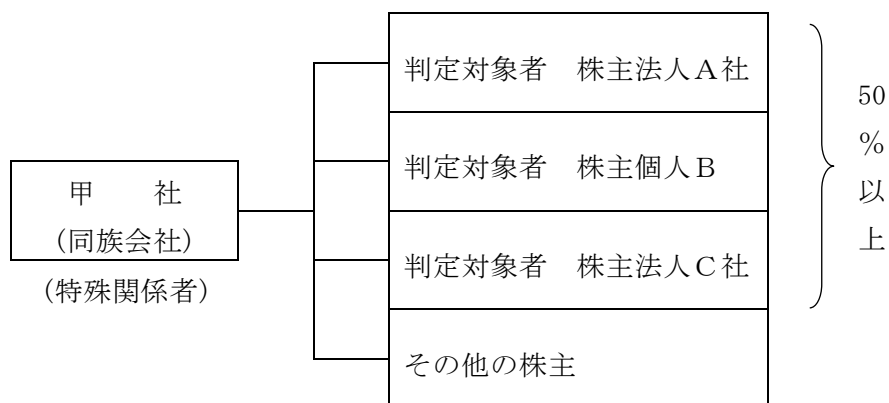 判定対象者　株主法人Ａ社
判定対象者　株主個人Ｂ
判定対象者　株主法人Ｃ社
その他の株主
甲　　社
(同族会社)
(特殊関係者)
50
％
以
上